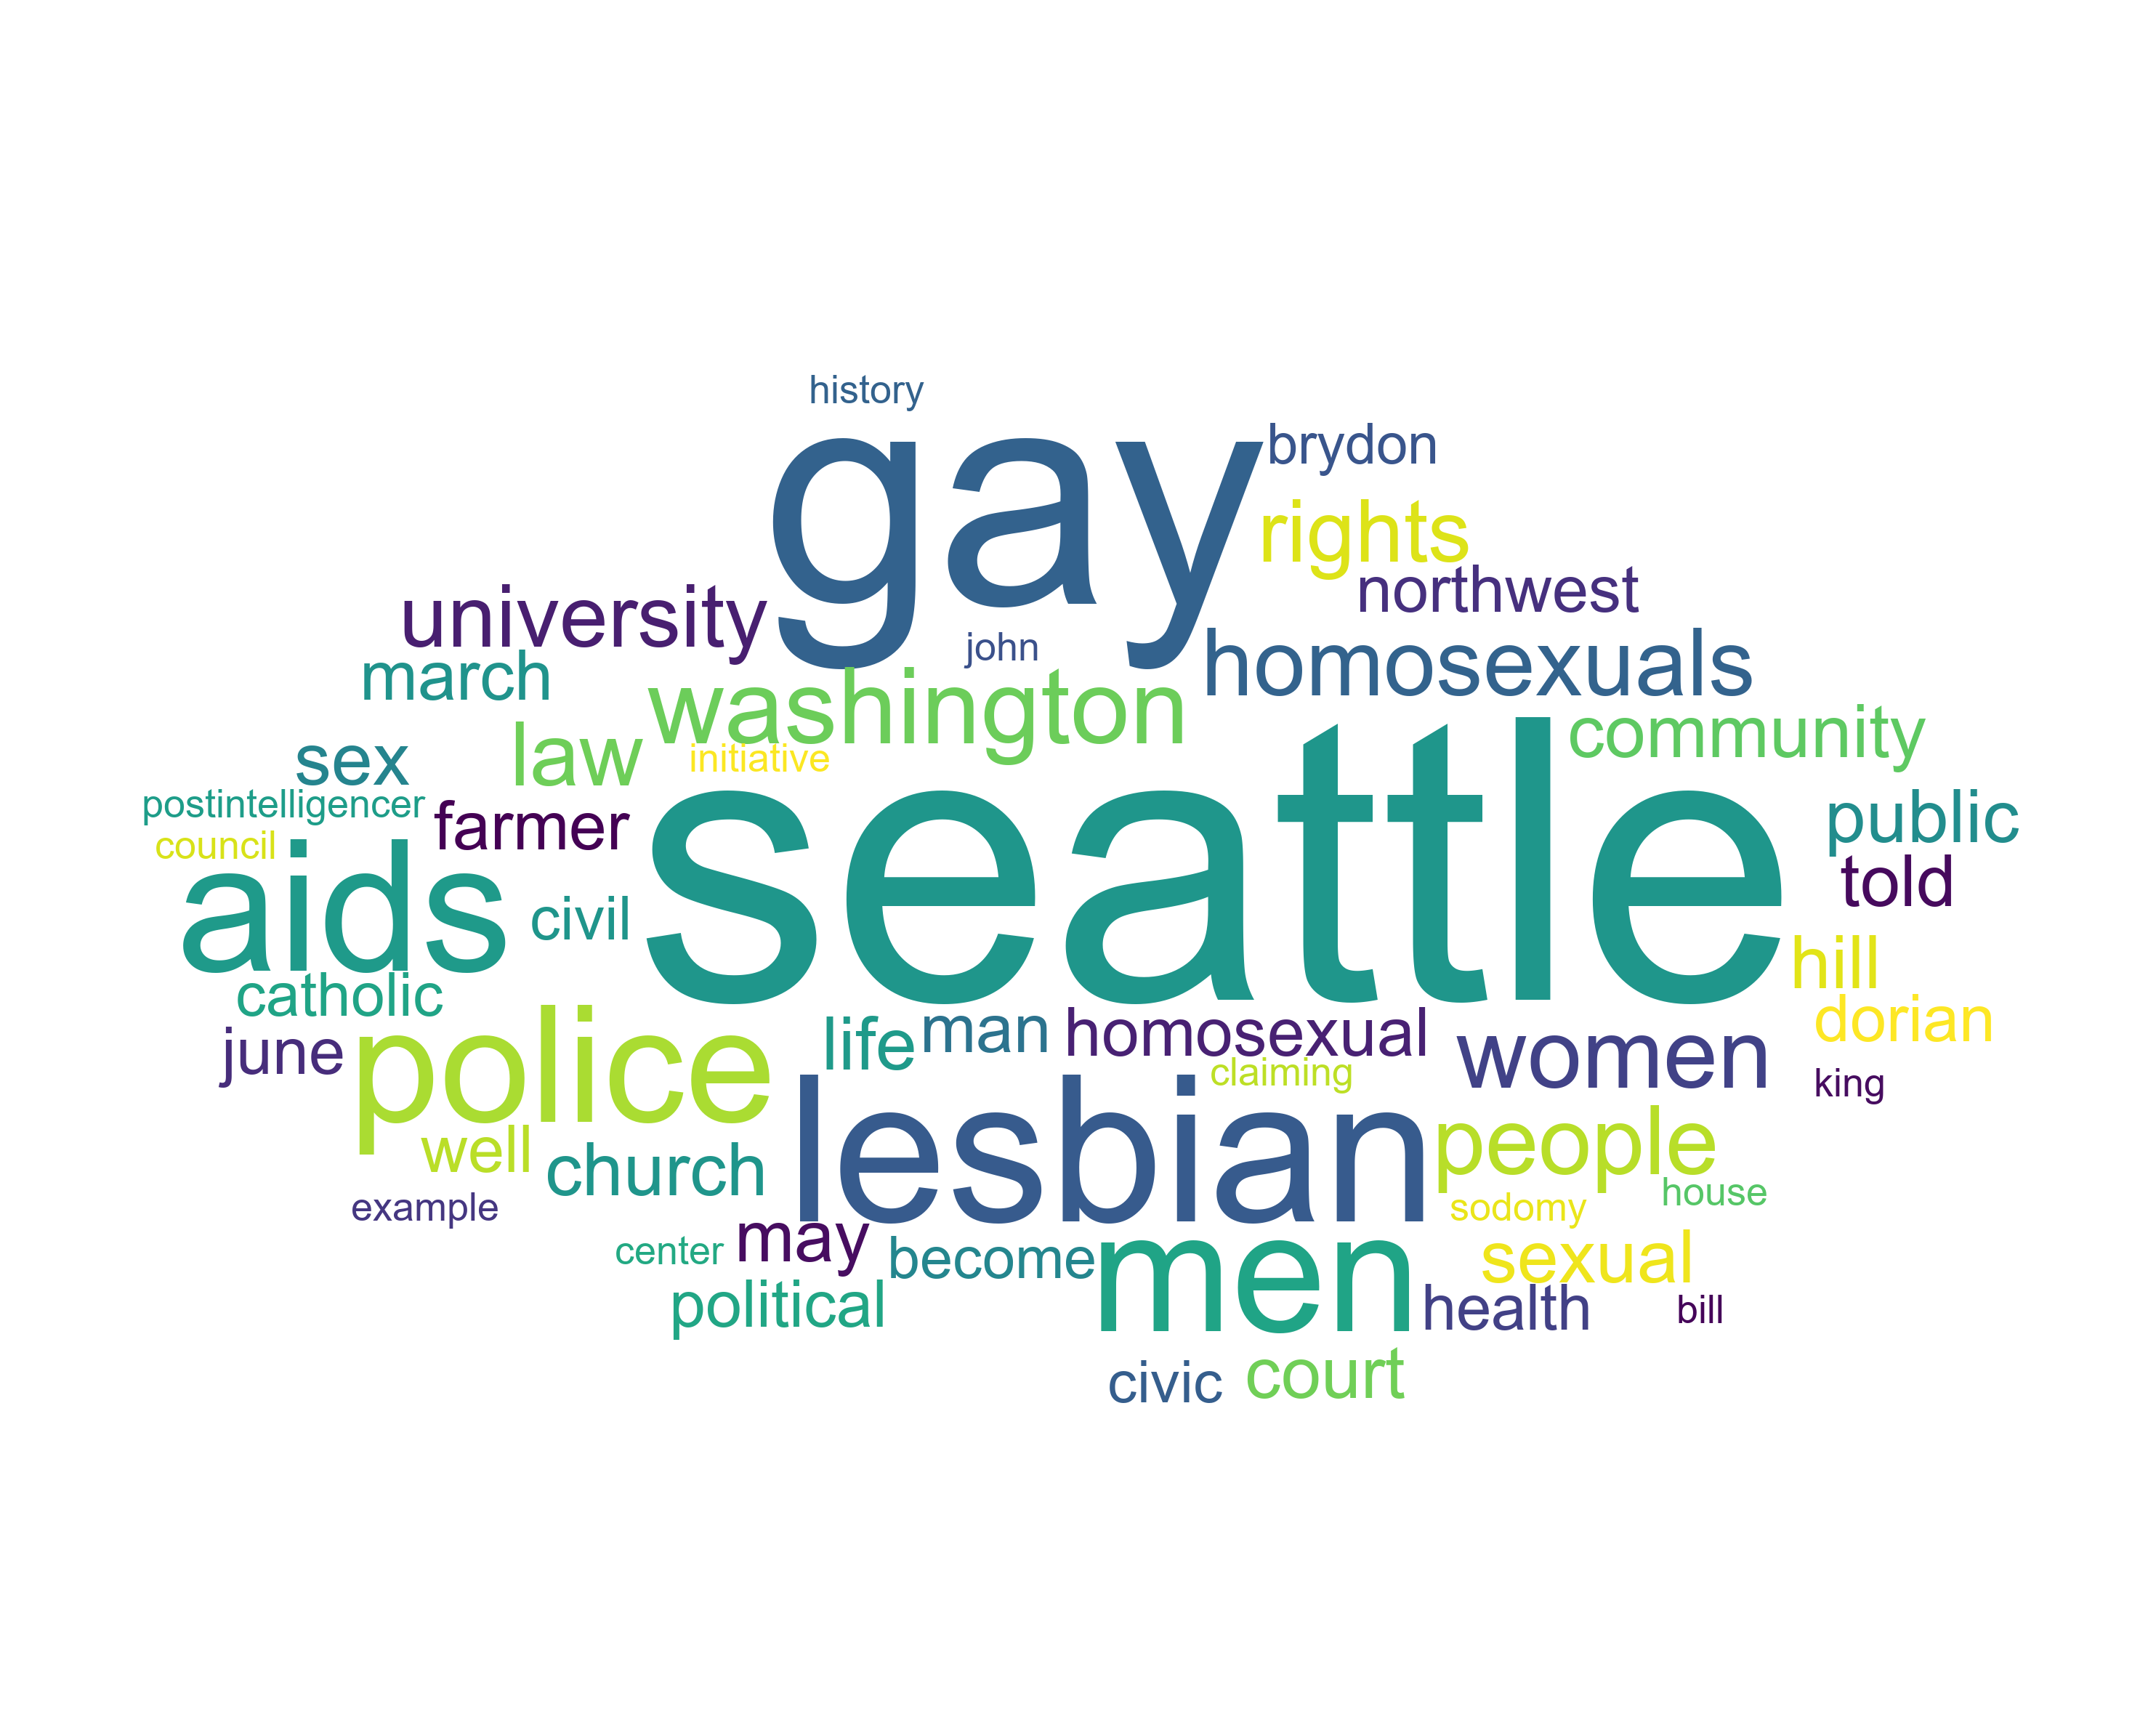 history
gay
brydon
rights
university
northwest
john
homosexuals
march
washington
community
law
sex
initiative
postintelligencer
farmer
public
council
seattle
aids
told
civil
hill
catholic
dorian
june
police
life
man
homosexual
women
claiming
king
well
church
lesbian
people
example
sodomy
house
center
may
become
men
sexual
political
health
bill
civic
court